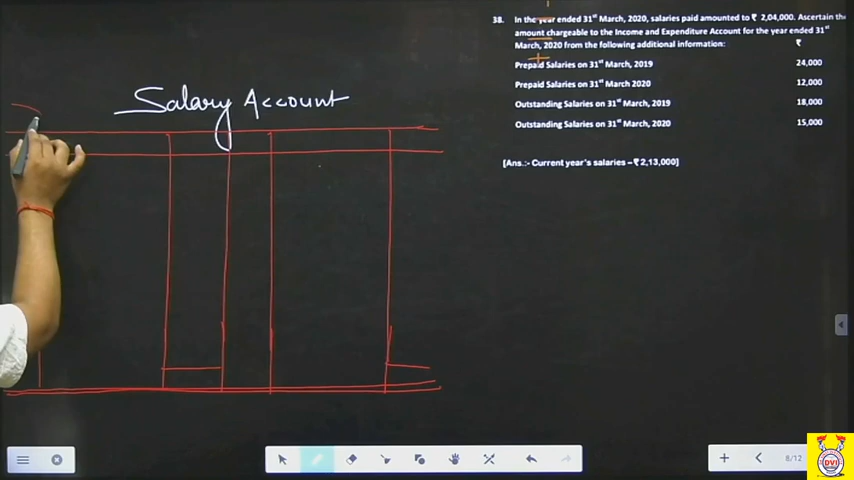 38. In the year ended 31st March, 2020, salaries paid amounted to ₹ 2,04,000. Ascertain the
amount chargeable to the Income and Expenditure Account for the year ended 31st
March, 2020 from the following additional information: ₹
Prepaid Salaries on 31st March, 2019 24,000
Prepaid Salaries on 31st March 2020 12,000
Outstanding Salaries on 31st March, 2019 18,000
Outstanding Salaries on 31st March, 2020 15,000
[Ans.:- Current year's salaries – ₹ 2,13,000]
Salary Account
8/12
DVI